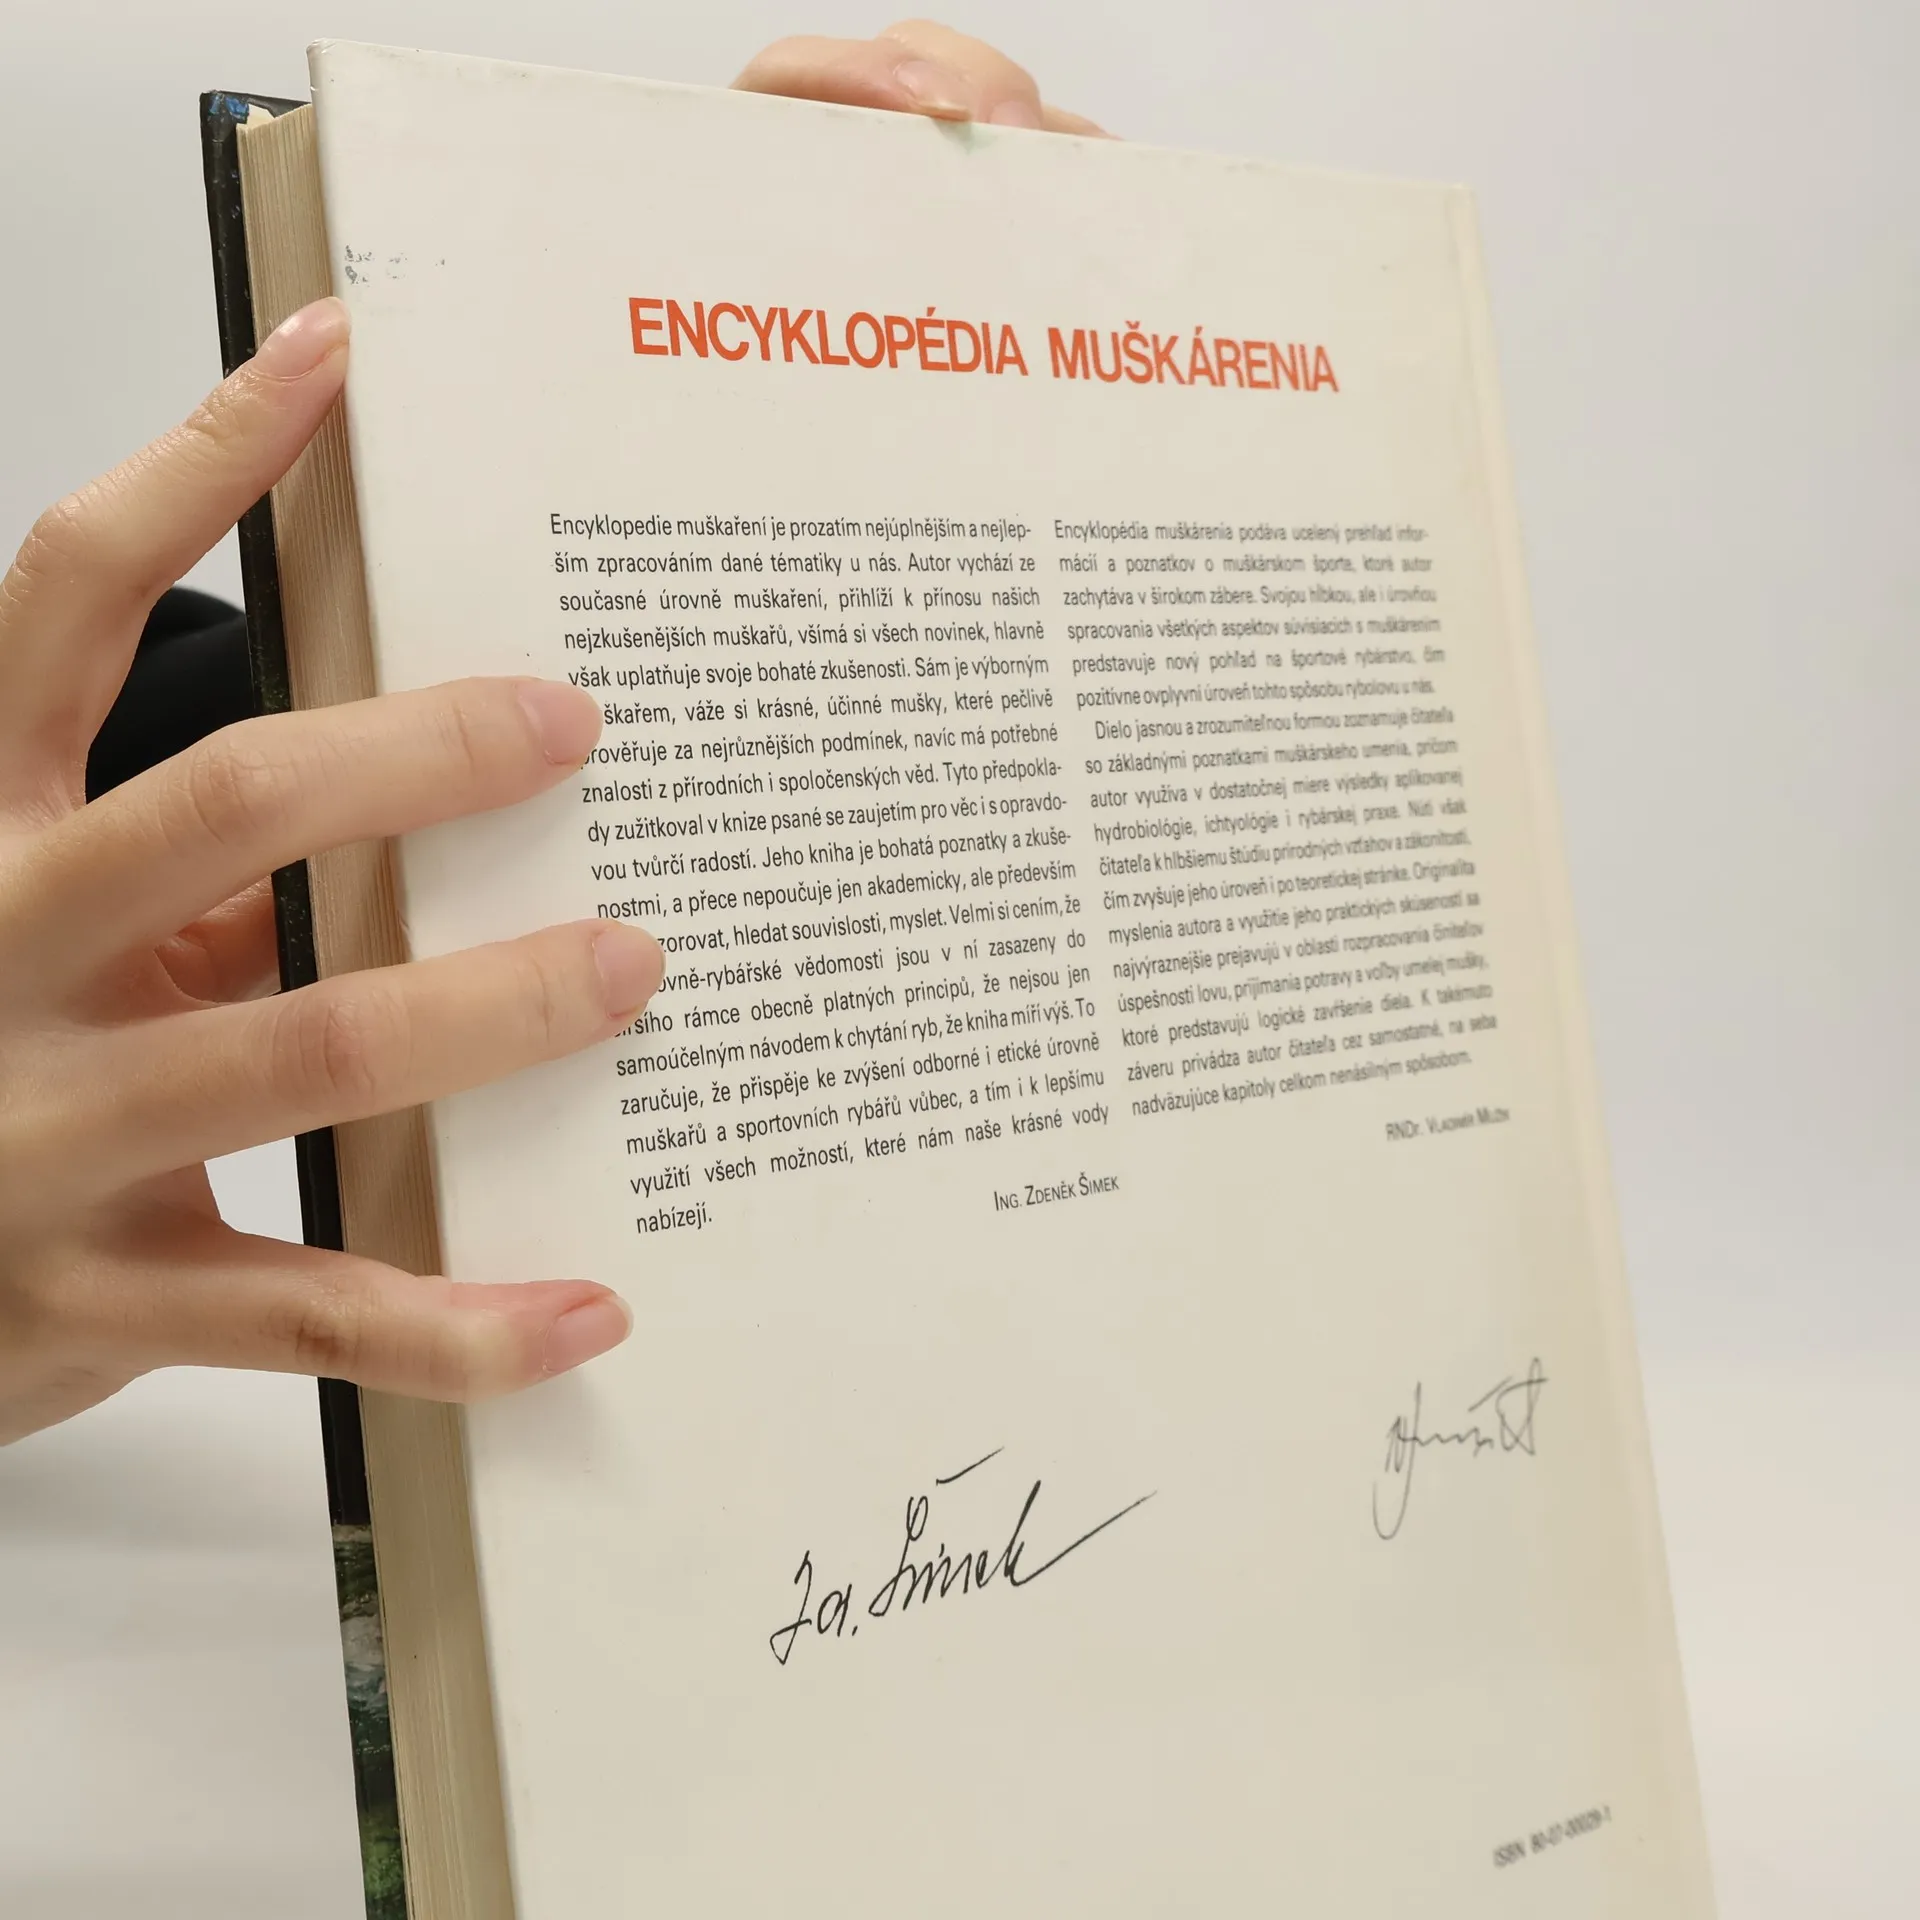 ENCYKLOPÉDIA MUŠKÁRENIA
Encyklopedie muškaření je prozatím nejúplnějším a nejlep-
ším zpracováním dané tématiky u nás. Autor vychází ze
současné úrovně muškaření, přihlíží k přínosu našich
nejzkušenějších muškařů, všímá si všech novinek, hlavně
však uplatňuje svoje bohaté zkušenosti. Sám je výborným
škařem, váže si krásné, účinné mušky, které pečlivě
prověřuje za nejrůznějších podmínek, navíc má potřebné
znalosti z přírodních i spoločenských věd. Tyto předpokla-
dy zužitkoval v knize psané se zaujetím pro věc i s opravdo-
vou tvůrčí radostí. Jeho kniha je bohatá poznatky a zkuše-
nostmi, a přece nepoučuje jen akademicky, ale především
zorovat, hledat souvislosti, myslet. Velmi si cením, že
ovně-rybářské vědomosti jsou v ní zasazeny do
šího rámce obecně platných principů, že nejsou jen
samoúčelným návodem k chytání ryb, že kniha míří výš. To
zaručuje, že přispěje ke zvýšení odborné i etické úrovně
muškařů a sportovních rybářů vůbec, a tím i k lepšímu
využití všech možností, které nám naše krásné vody
nabízejí.
ING. ZDENĚK ŠIMEK
Encyklopédia muškárenia podáva ucelený prehľad infor-
mácií a poznatkov o muškárskom športe, ktoré autor
zachytáva v širokom zábere. Svojou hĺbkou, ale i úrovňou
spracovania všetkých aspektov súvisiacich s muškárením
predstavuje nový pohľad na športové rybárstvo, čím
pozitívne ovplyvní úroveň tohto spôsobu rybolovu u nás.
Dielo jasnou a zrozumiteľnou formou zoznamuje čitateľa
so základnými poznatkami muškárskeho umenia, pričom
autor využíva v dostatočnej miere výsledky aplikovanej
hydrobiológie, ichtyológie i rybárskej praxe. Núti však
čitateľa k hlbšiemu štúdiu prírodných vzťahov a zákonitostí,
čím zvyšuje jeho úroveň i po teoretickej stránke. Originalita
myslenia autora a využitie jeho praktických skúseností sa
najvýraznejšie prejavujú v oblasti rozpracovania činiteľov
úspešnosti lovu, prijímania potravy a voľby umelej mušky,
ktoré predstavujú logické zavŕšenie diela. K takémuto
záveru privádza autor čitateľa cez samostatné, na seba
nadväzujúce kapitoly celkom nenásilným spôsobom.
RNDr. VLADIMÍR MUŽÍK
Zd. Šimek
ISBN 80-07-00029-1